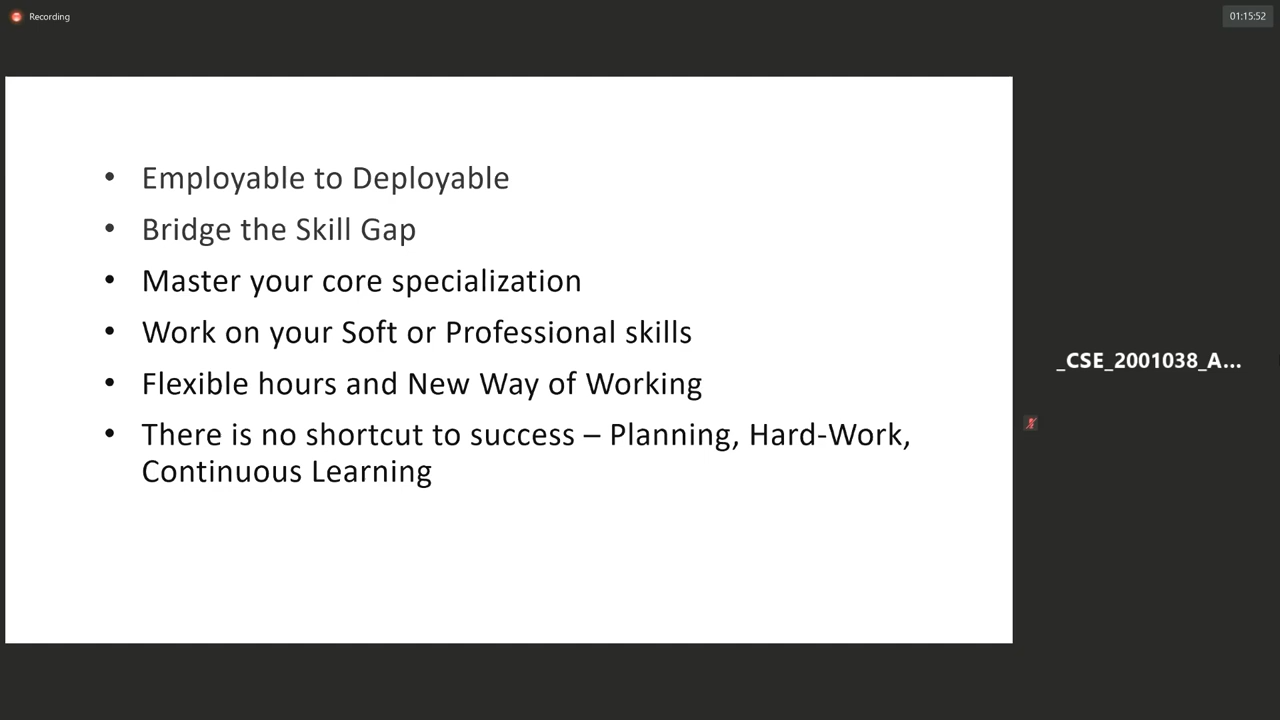 Recording
01:15:52
• Employable to Deployable
• Bridge the Skill Gap
• Master your core specialization
• Work on your Soft or Professional skills
• Flexible hours and New Way of Working
• There is no shortcut to success – Planning, Hard-Work,
Continuous Learning
_CSE_2001038_A...